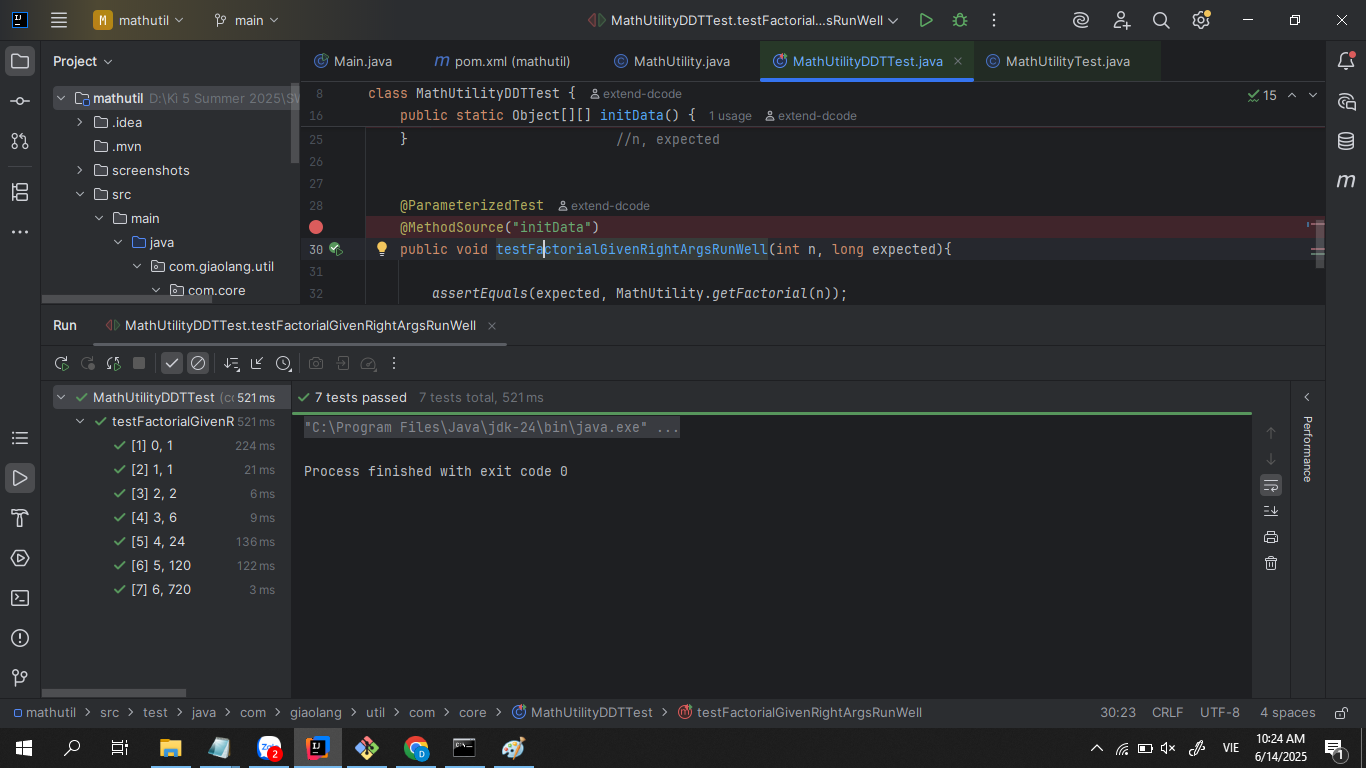 M mathutil main MathUtilityDDTTest.testFactorial...sRunWell
Project
Main.java pom.xml (mathutil) MathUtility.java MathUtilityDDTTest.java MathUtilityTest.java
mathutil D:\Kì 5 Summer 2025\SW
.idea
.mvn
screenshots
src
main
java
com.giaolang.util
com.core
8 class MathUtilityDDTTest { extend-dcode
15
16 public static Object[][] initData() { 1 usage extend-dcode
25 } //n, expected
26
27
28 @ParameterizedTest extend-dcode
@MethodSource("initData")
30 public void testFactorialGivenRightArgsRunWell(int n, long expected){
31
32 assertEquals(expected, MathUtility.getFactorial(n));
Run MathUtilityDDTTest.testFactorialGivenRightArgsRunWell
MathUtilityDDTTest (co 521 ms
testFactorialGivenR 521 ms
[1] 0, 1 224 ms
[2] 1, 1 21 ms
[3] 2, 2 6 ms
[4] 3, 6 9 ms
[5] 4, 24 136 ms
[6] 5, 120 122 ms
[7] 6, 720 3 ms
7 tests passed 7 tests total, 521 ms
"C:\Program Files\Java\jdk-24\bin\java.exe" ...
Process finished with exit code 0
Performance
mathutil > src > test > java > com > giaolang > util > com > core > MathUtilityDDTTest > testFactorialGivenRightArgsRunWell
30:23 CRLF UTF-8 4 spaces
2
VIE
10:24 AM
6/14/2025
1